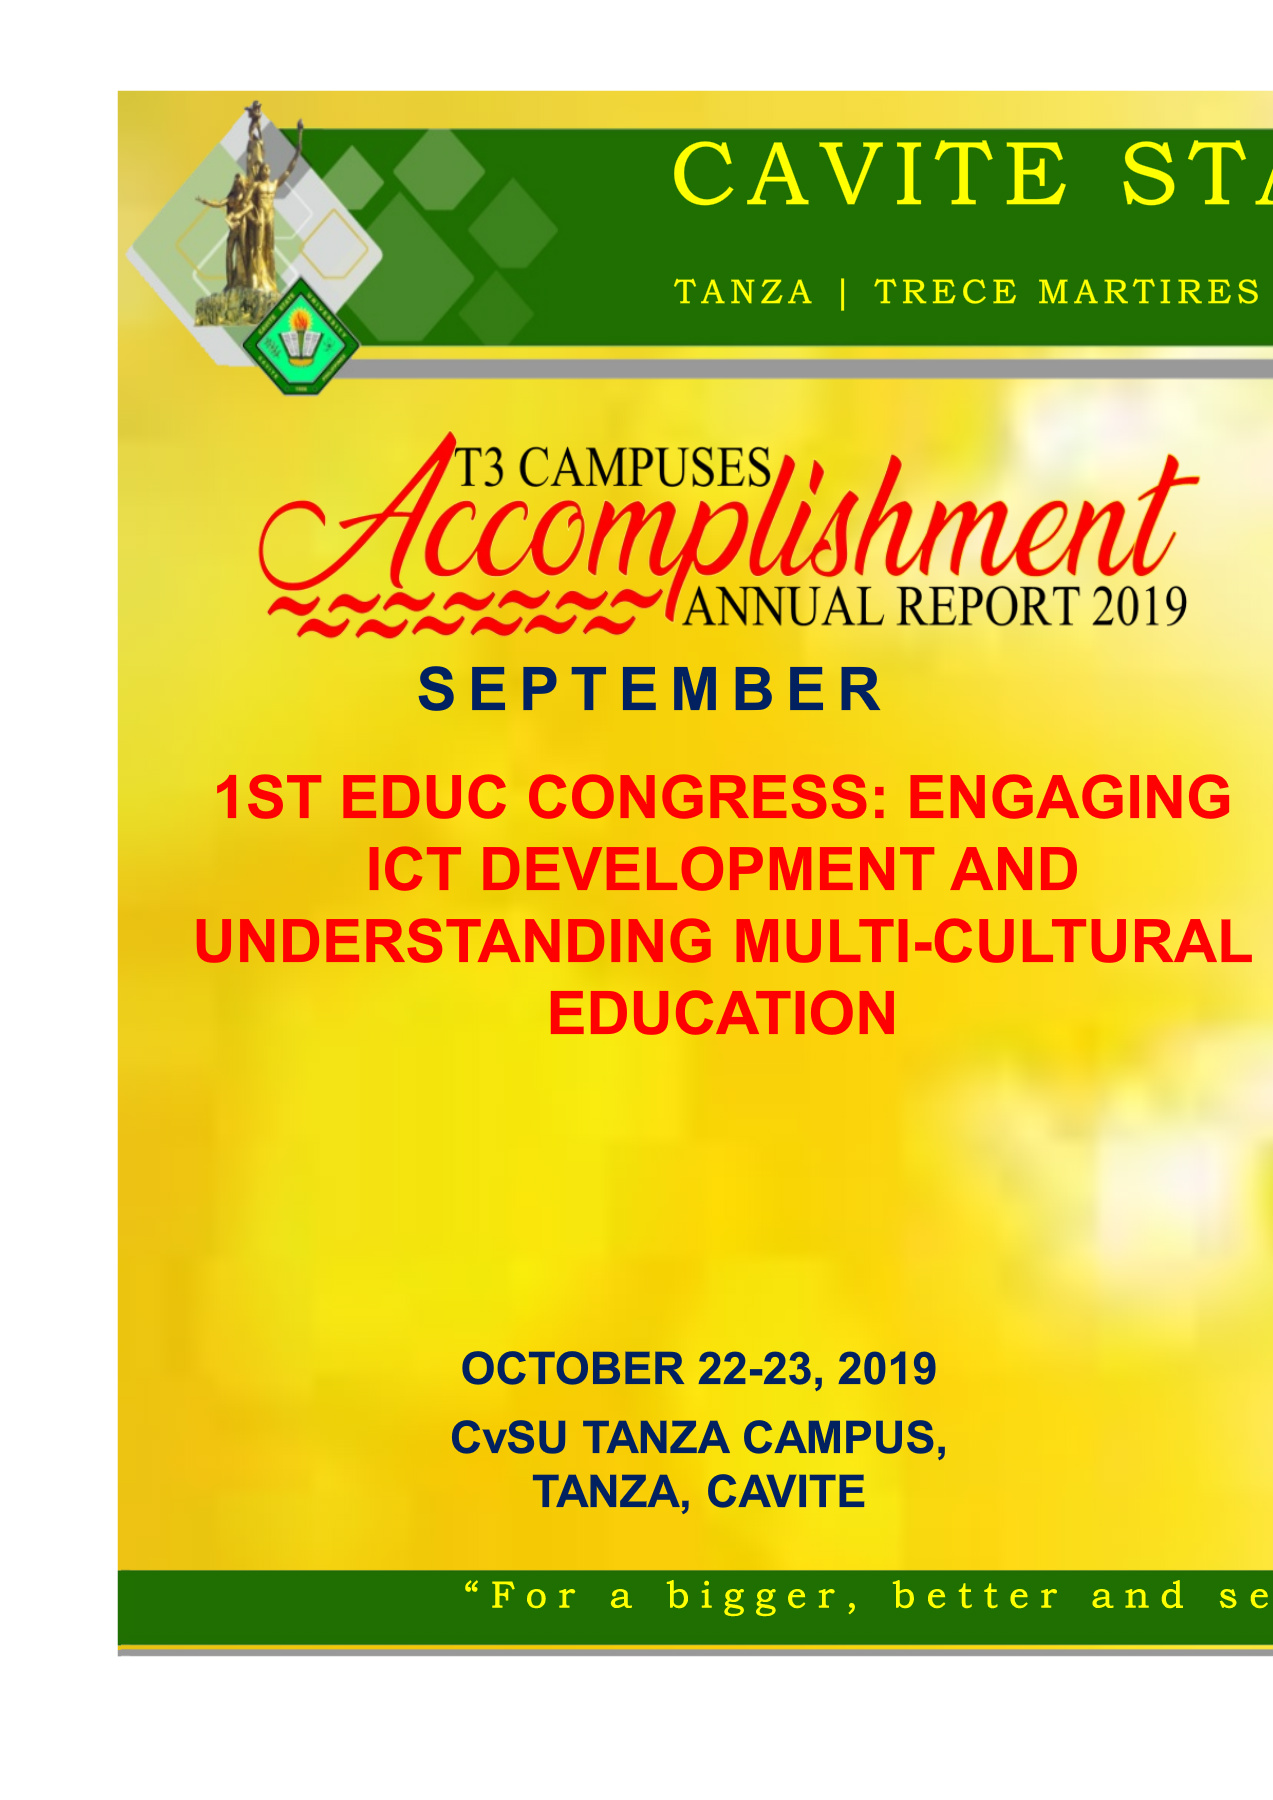 CAVITE STA
TANZA | TRECE MARTIRES
T3 CAMPUSES
Accomplishment
ANNUAL REPORT 2019
SEPTEMBER
1ST EDUC CONGRESS: ENGAGING
ICT DEVELOPMENT AND
UNDERSTANDING MULTI-CULTURAL
EDUCATION
OCTOBER 22-23, 2019
CvSU TANZA CAMPUS,
TANZA, CAVITE
“For a bigger, better and se